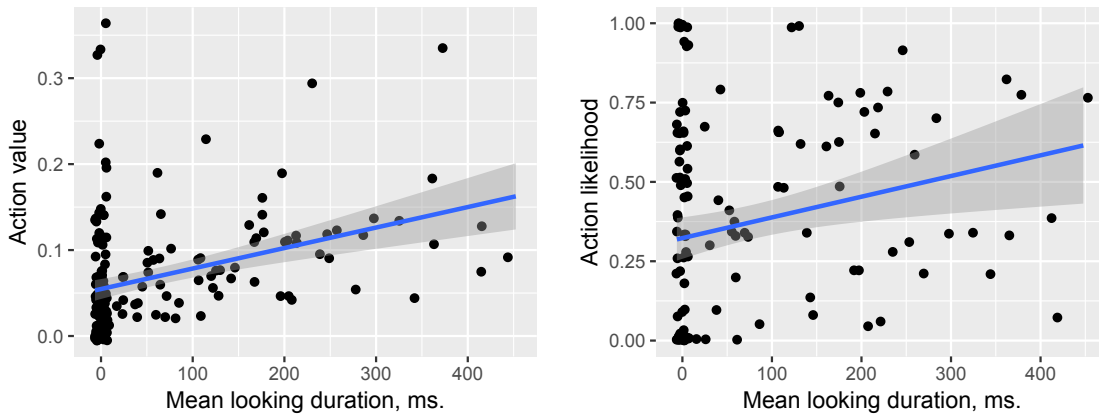 Action value
0.3
0.2
0.1
0.0
0 100 200 300 400
Mean looking duration, ms.
Action likelihood
1.00
0.75
0.50
0.25
0.00
0 100 200 300 400
Mean looking duration, ms.